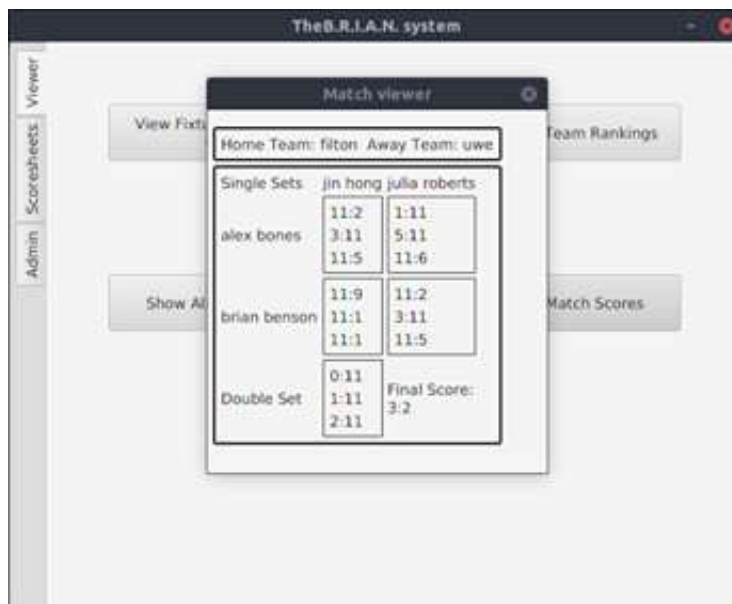 TheB.R.I.A.N. system
Viewer
Scoresheets
Admin
View
Team Rankings
Show
Match Scores
Match viewer
Home Team: filton Away Team: uwe
Single Sets jin hong julia roberts
alex bones
11:2
3:11
11:5
1:11
5:11
11:6
brian benson
11:9
11:1
11:1
11:2
3:11
11:5
Double Set
0:11
1:11
2:11
Final Score:
3:2